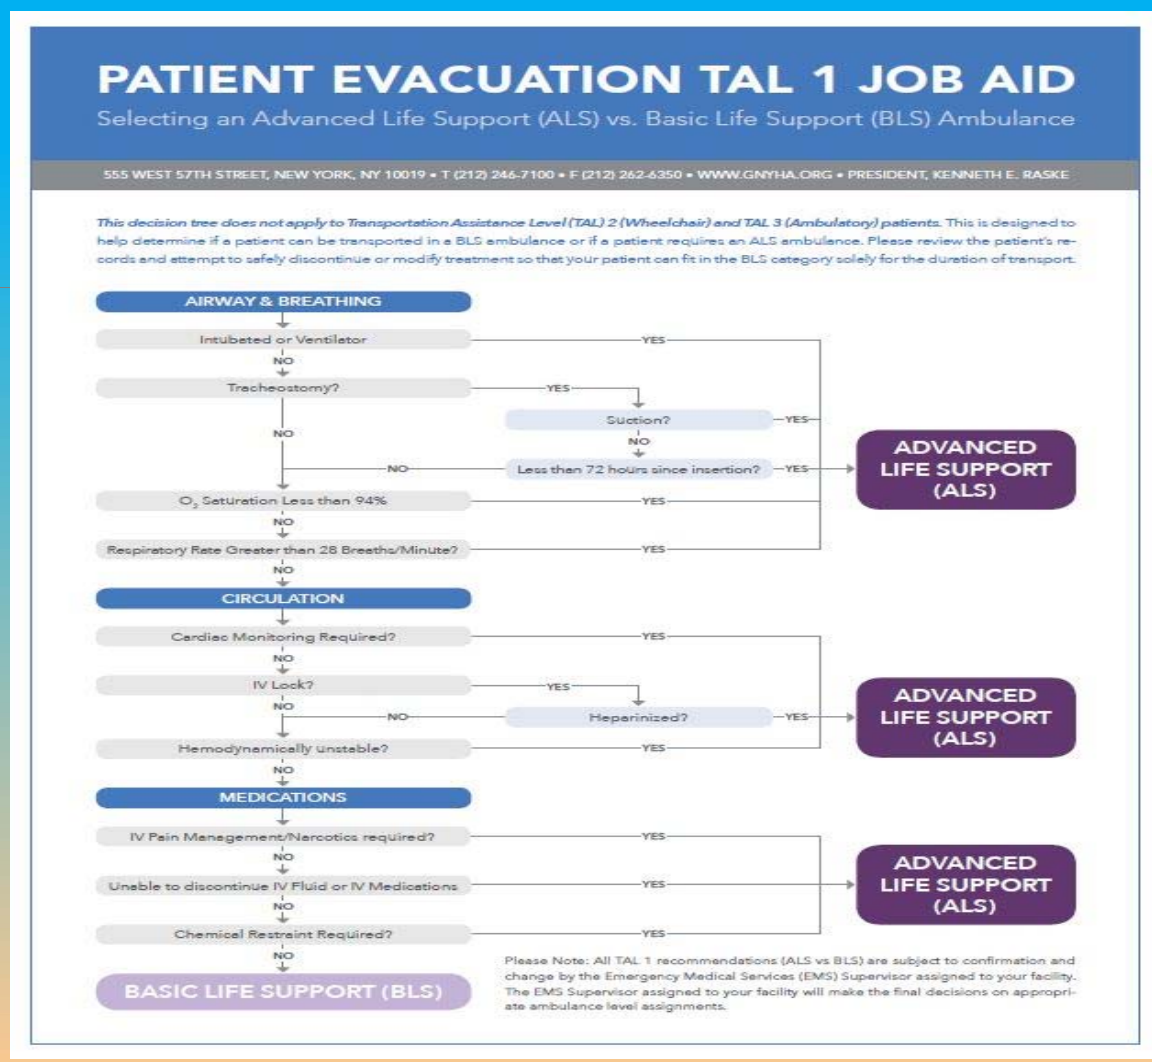 PATIENT EVACUATION TAL 1 JOB AID
Selecting an Advanced Life Support (ALS) vs. Basic Life Support (BLS) Ambulance
555 WEST 57TH STREET, NEW YORK, NY 10019 • T (212) 246-7100 • F (212) 262-6350 • WWW.GNYHA.ORG • PRESIDENT, KENNETH E. RASKE
This decision tree does not apply to Transportation Assistance Level (TAL) 2 (Wheelchair) and TAL 3 (Ambulatory) patients. This is designed to
help determine if a patient can be transported in a BLS ambulance or if a patient requires an ALS ambulance. Please review the patient's re-
cords and attempt to safely discontinue or modify treatment so that your patient can fit in the BLS category solely for the duration of transport.
AIRWAY & BREATHING
Intubated or Ventilator
YES
NO
Tracheostomy?
YES
Suction?
YES
NO
NO
Less than 72 hours since insertion?
YES
NO
ADVANCED
LIFE SUPPORT
(ALS)
O₂ Saturation Less than 94%
YES
NO
Respiratory Rate Greater than 28 Breaths/Minute?
YES
NO
CIRCULATION
Cardiac Monitoring Required?
YES
NO
IV Lock?
YES
NO
Heparinized?
YES
NO
ADVANCED
LIFE SUPPORT
(ALS)
Hemodynamically unstable?
YES
NO
MEDICATIONS
IV Pain Management/Narcotics required?
YES
NO
Unable to discontinue IV Fluid or IV Medications
YES
ADVANCED
LIFE SUPPORT
(ALS)
NO
Chemical Restraint Required?
YES
NO
BASIC LIFE SUPPORT (BLS)
Please Note: All TAL 1 recommendations (ALS vs BLS) are subject to confirmation and
change by the Emergency Medical Services (EMS) Supervisor assigned to your facility.
The EMS Supervisor assigned to your facility will make the final decisions on appropri-
ate ambulance level assignments.